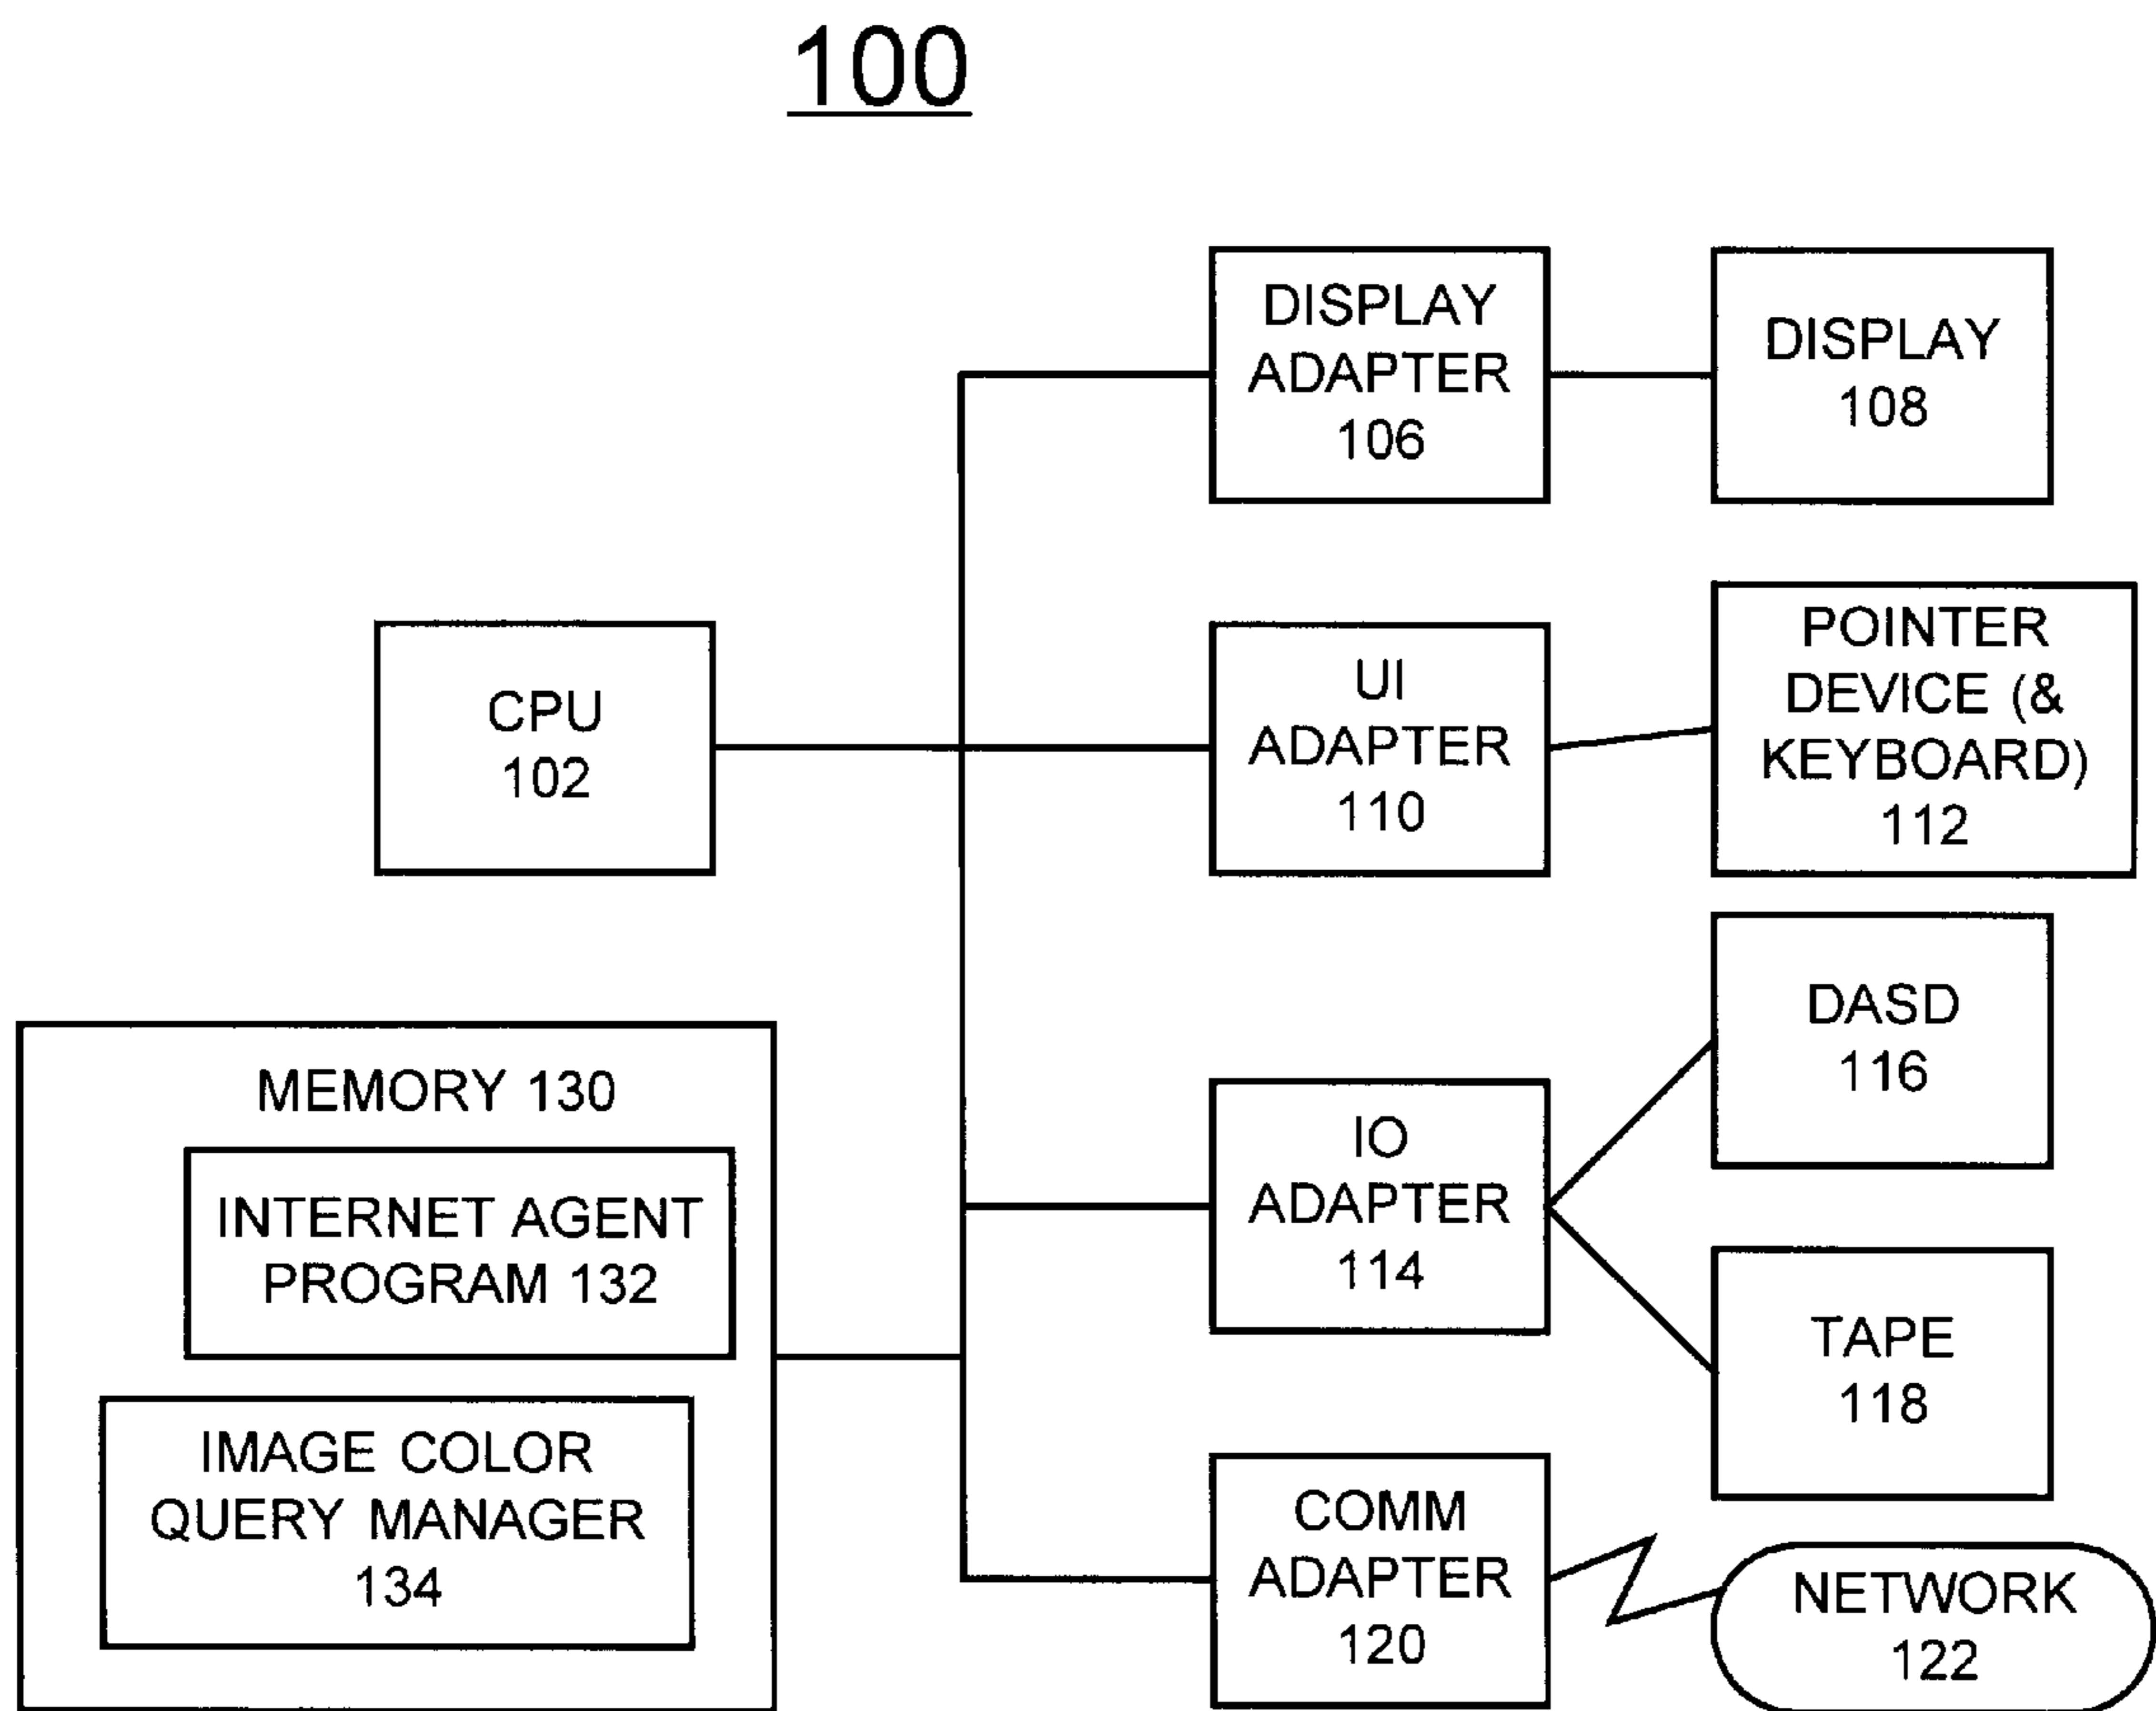 100
DISPLAY
ADAPTER
106
DISPLAY
108
CPU
102
UI
ADAPTER
110
POINTER
DEVICE (&
KEYBOARD)
112
MEMORY 130
INTERNET AGENT
PROGRAM 132
IMAGE COLOR
QUERY MANAGER
134
IO
ADAPTER
114
DASD
116
TAPE
118
COMM
ADAPTER
120
NETWORK
122